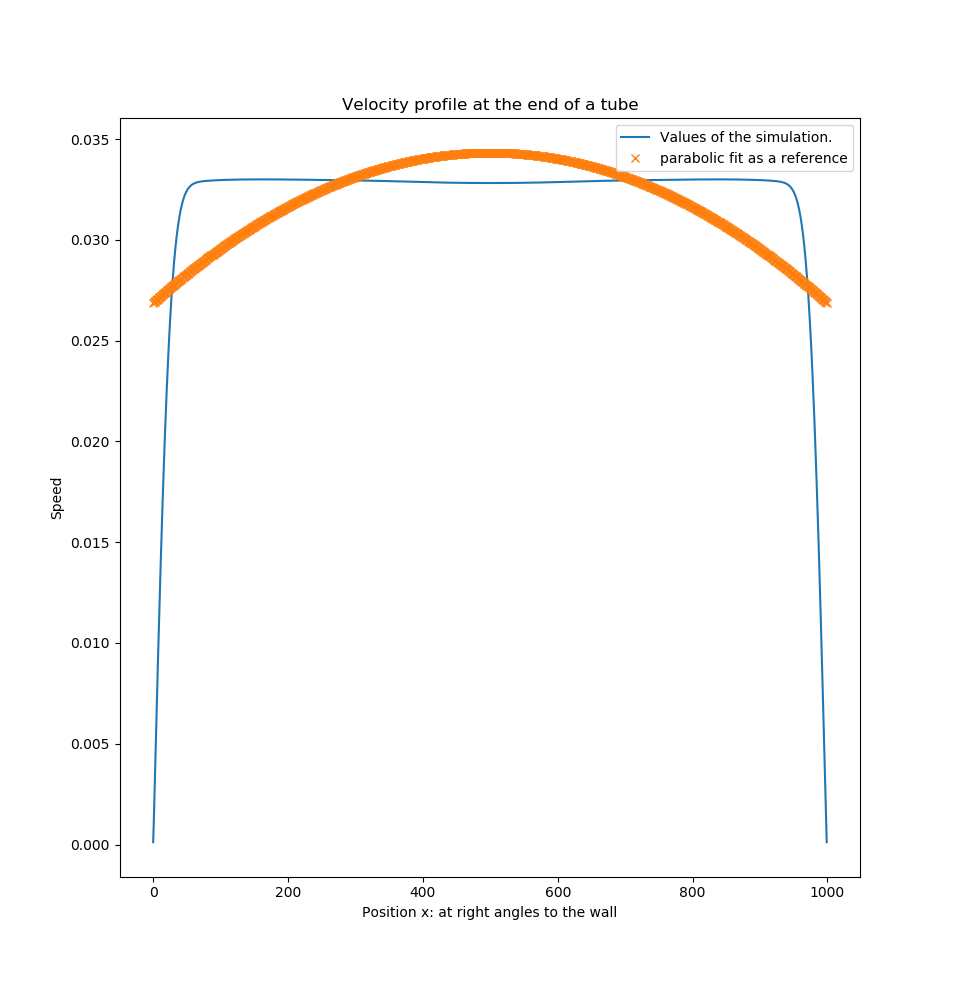 Velocity profile at the end of a tube
Values of the simulation.
parabolic fit as a reference
0.035
0.030
0.025
0.020
0.015
0.010
0.005
0.000
Speed
0 200 400 600 800 1000
Position x: at right angles to the wall